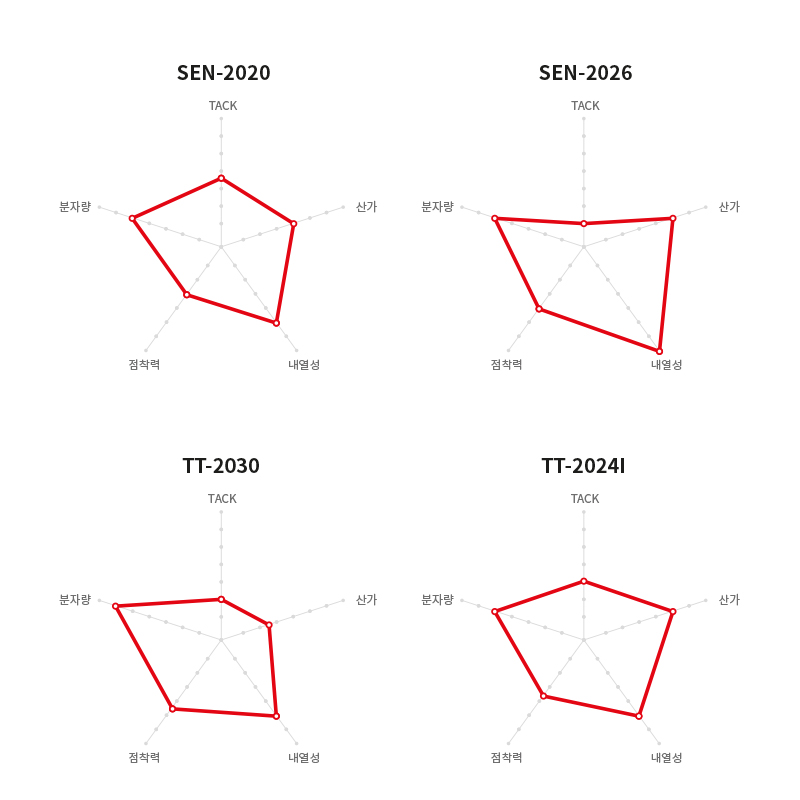 SEN-2020
TACK
분자량
산가
점착력
내열성
SEN-2026
TACK
분자량
산가
점착력
내열성
TT-2030
TACK
분자량
산가
점착력
내열성
TT-2024I
TACK
분자량
산가
점착력
내열성